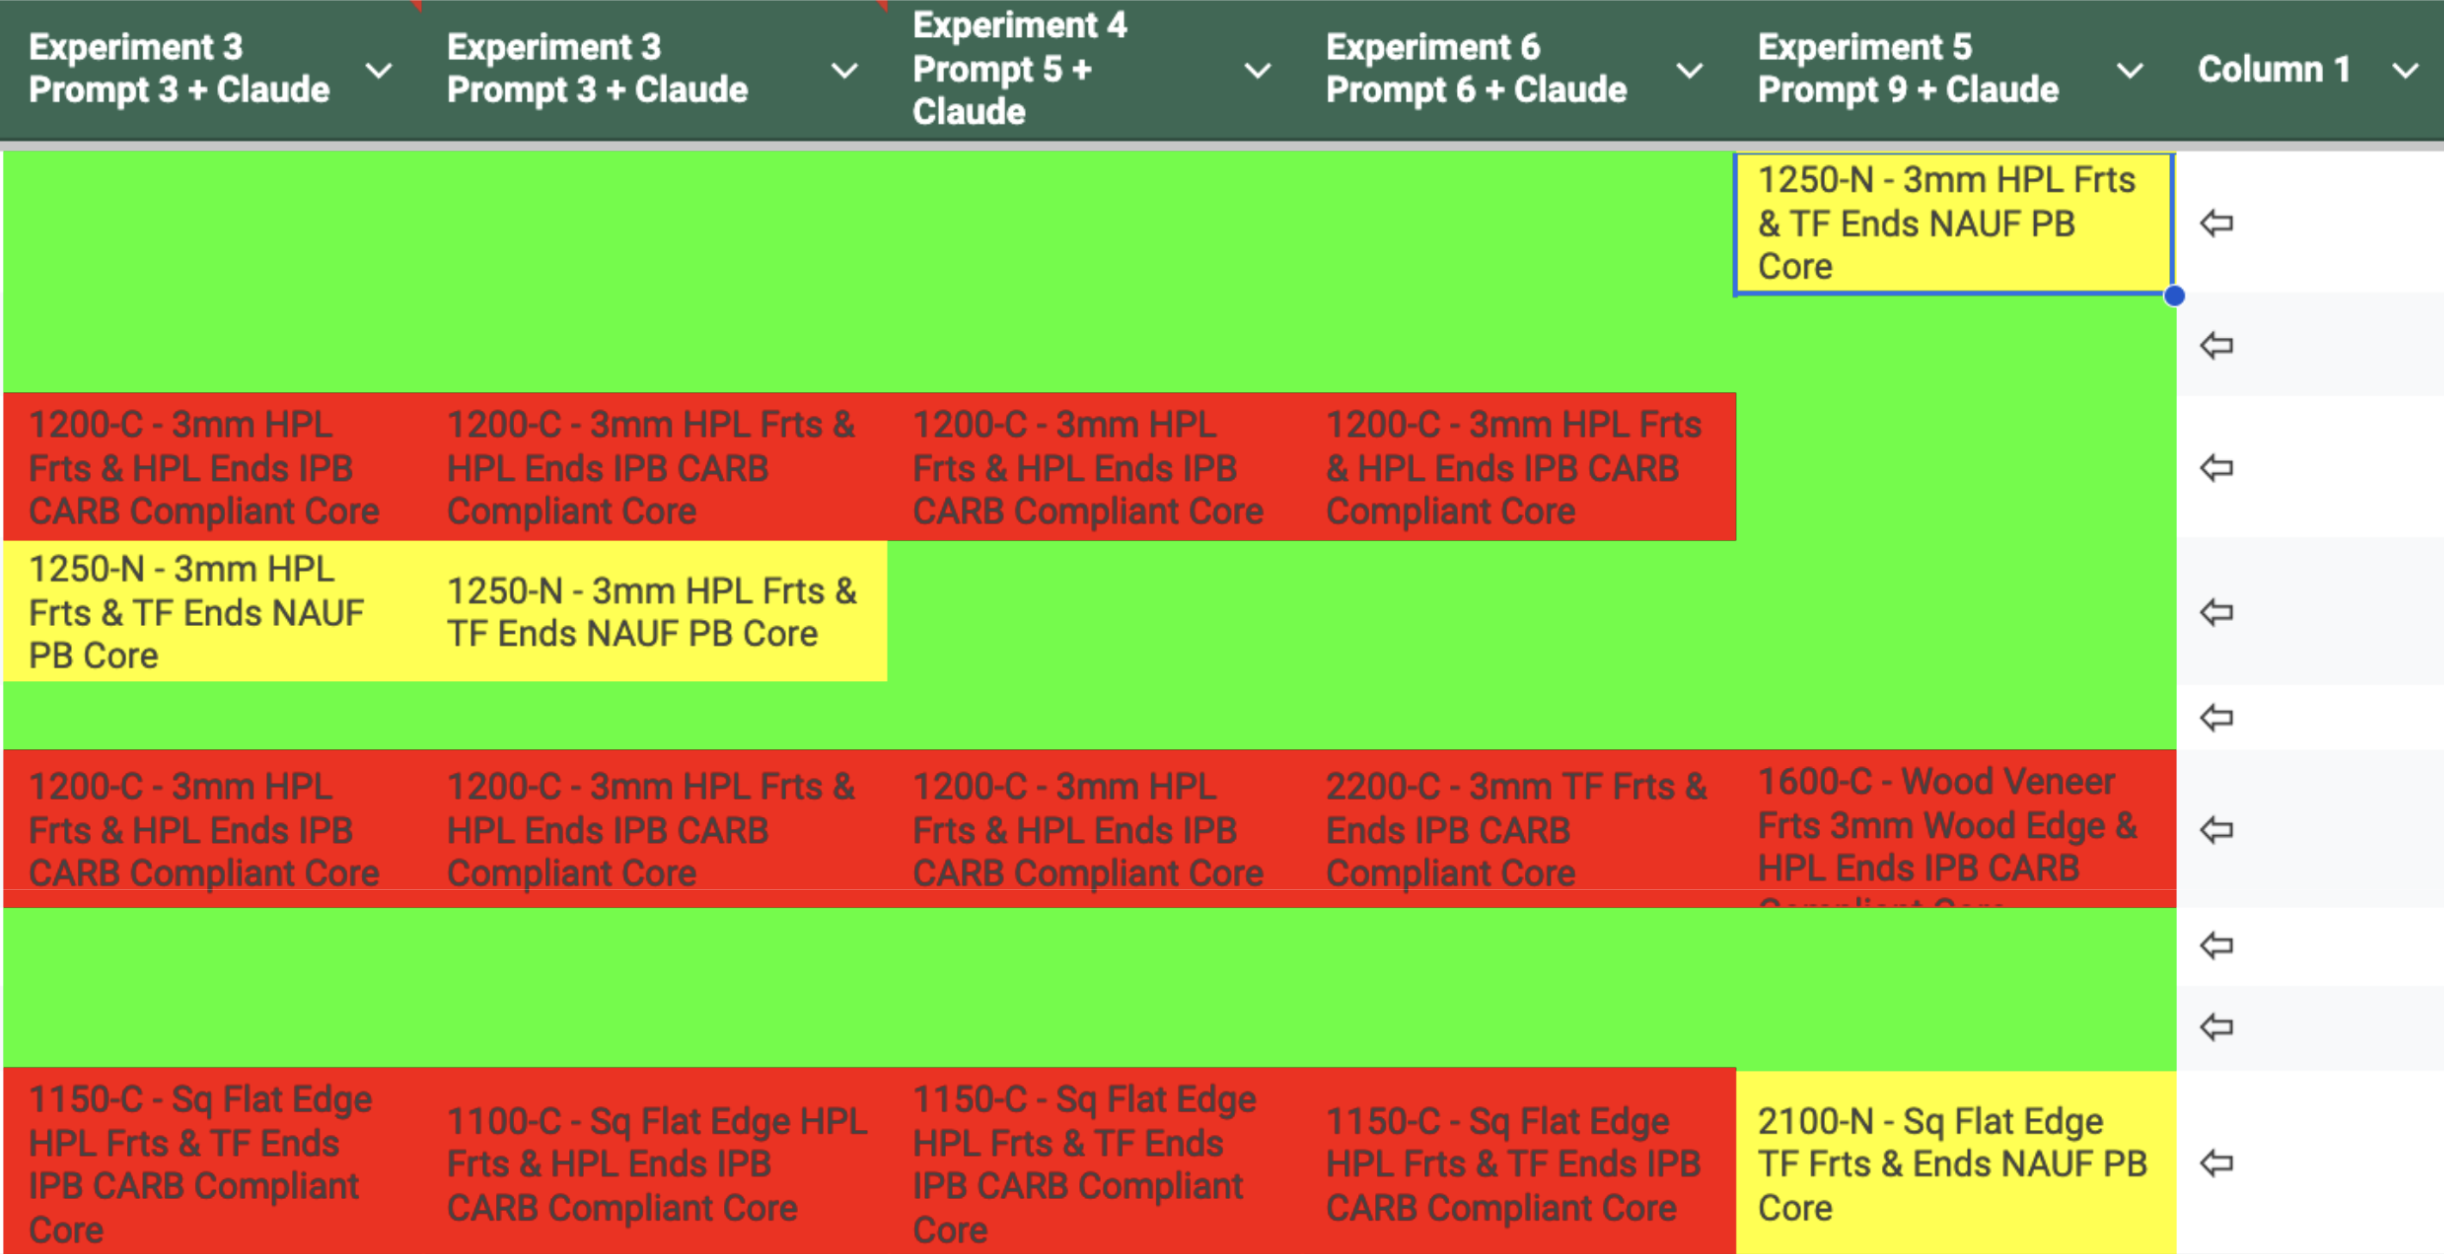 Experiment 3
Prompt 3 + Claude
Experiment 3
Prompt 3 + Claude
Experiment 4
Prompt 5 +
Claude
Experiment 6
Prompt 6 + Claude
Experiment 5
Prompt 9 + Claude
Column 1
1250-N - 3mm HPL Frts
& TF Ends NAUF PB
Core
1200-C - 3mm HPL
Frts & HPL Ends IPB
CARB Compliant Core
1200-C - 3mm HPL Frts &
HPL Ends IPB CARB
Compliant Core
1200-C - 3mm HPL
Frts & HPL Ends IPB
CARB Compliant Core
1200-C - 3mm HPL Frts
& HPL Ends IPB CARB
Compliant Core
1250-N - 3mm HPL
Frts & TF Ends NAUF
PB Core
1250-N - 3mm HPL Frts &
TF Ends NAUF PB Core
1200-C - 3mm HPL
Frts & HPL Ends IPB
CARB Compliant Core
1200-C - 3mm HPL Frts &
HPL Ends IPB CARB
Compliant Core
1200-C - 3mm HPL
Frts & HPL Ends IPB
CARB Compliant Core
2200-C - 3mm TF Frts &
Ends IPB CARB
Compliant Core
1600-C - Wood Veneer
Frts 3mm Wood Edge &
HPL Ends IPB CARB
Compliant Core
1150-C - Sq Flat Edge
HPL Frts & TF Ends
IPB CARB Compliant
Core
1100-C - Sq Flat Edge HPL
Frts & HPL Ends IPB
CARB Compliant Core
1150-C - Sq Flat Edge
HPL Frts & TF Ends
IPB CARB Compliant
Core
1150-C - Sq Flat Edge
HPL Frts & TF Ends IPB
CARB Compliant Core
2100-N - Sq Flat Edge
TF Frts & Ends NAUF PB
Core